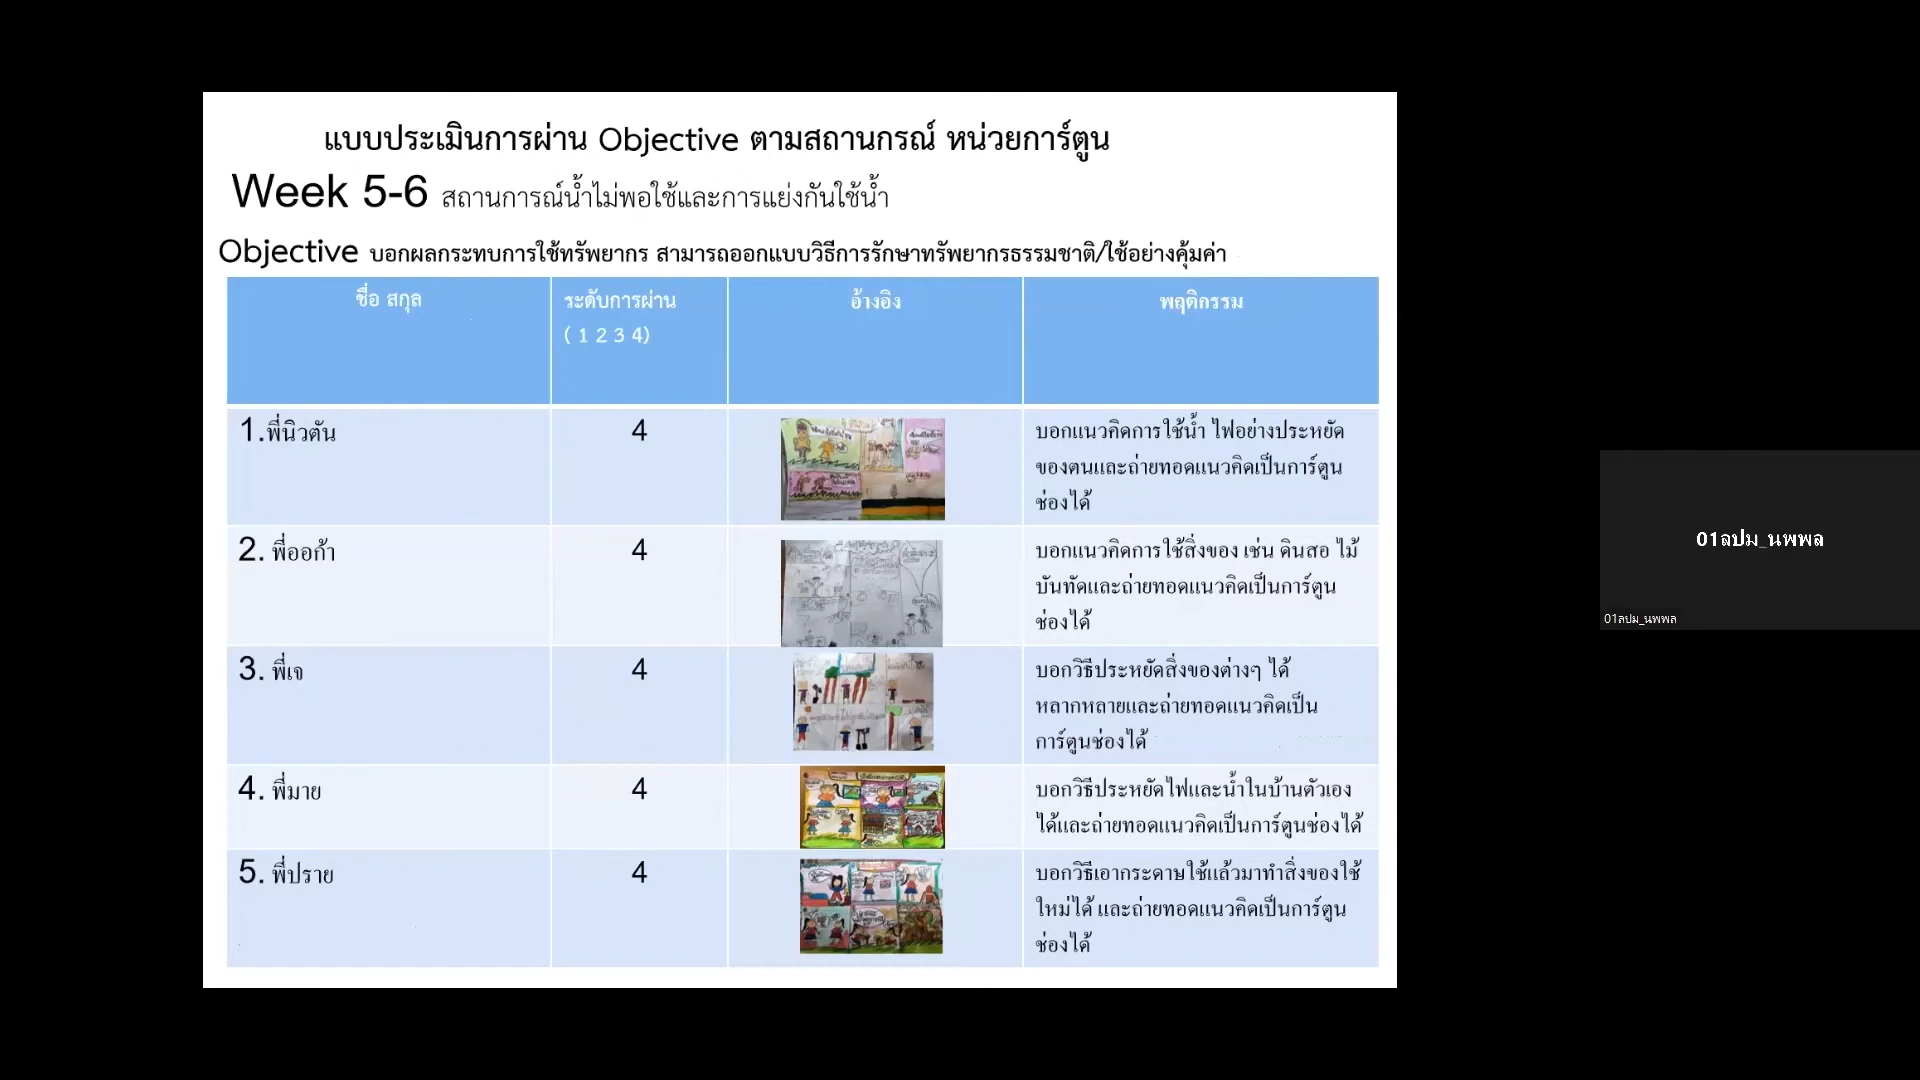 แบบประเมินการผ่าน Objective ตามสถานกรณ์ หน่วยการ์ตูน
Week 5-6 สถานการณ์น้ำไม่พอใช้และการแย่งกันใช้น้ำ
Objective บอกผลกระทบการใช้ทรัพยากร สามารถออกแบบวิธีการรักษาทรัพยากรธรรมชาติ/ใช้อย่างคุ้มค่า
ชื่อ สกุล
ระดับการผ่าน
( 1 2 3 4)
อ้างอิง
พฤติกรรม
1.พี่นิวตัน
4
บอกแนวคิดการใช้น้ำ ไฟอย่างประหยัด
ของตนและถ่ายทอดแนวคิดเป็นการ์ตูน
ช่องได้
2. พี่ออก้า
4
บอกแนวคิดการใช้สิ่งของ เช่น ดินสอ ไม้
บันทัดและถ่ายทอดแนวคิดเป็นการ์ตูน
ช่องได้
3. พี่เจ
4
บอกวิธีประหยัดสิ่งของต่างๆ ได้
หลากหลายและถ่ายทอดแนวคิดเป็น
การ์ตูนช่องได้
4. พี่มาย
4
บอกวิธีประหยัดไฟและน้ำในบ้านตัวเอง
ได้และถ่ายทอดแนวคิดเป็นการ์ตูนช่องได้
5. พี่ปราย
4
บอกวิธีเอากระดาษใช้แล้วมาทำสิ่งของใช้
ใหม่ได้ และถ่ายทอดแนวคิดเป็นการ์ตูน
ช่องได้
01ลปม_นพพล
01ลปม_นพพล